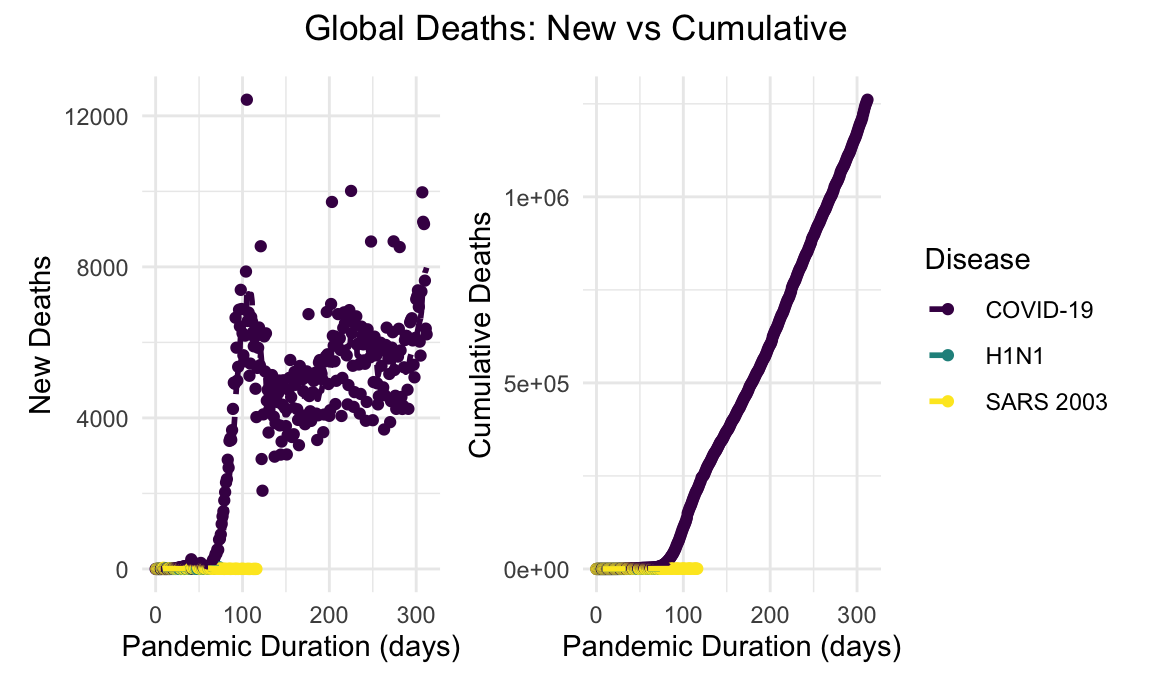 Global Deaths: New vs Cumulative
New Deaths
12000
8000
4000
0
0 100 200 300
Pandemic Duration (days)
Cumulative Deaths
1e+06
5e+05
0e+00
0 100 200 300
Pandemic Duration (days)
Disease
COVID-19
H1N1
SARS 2003